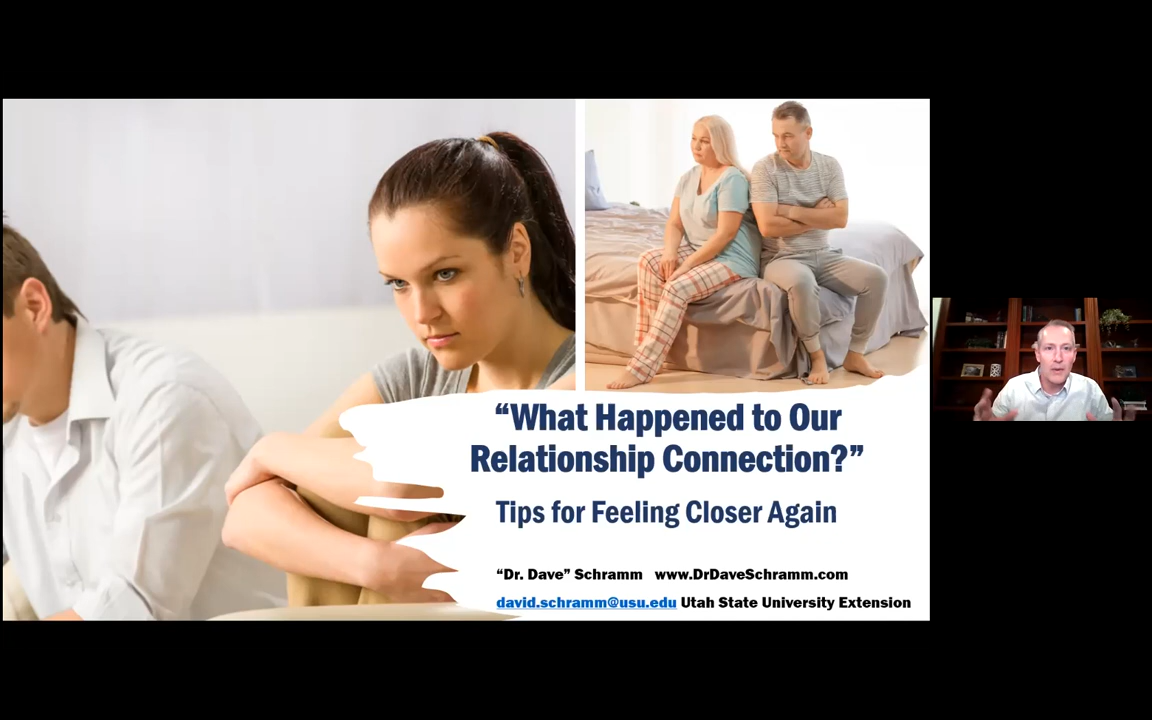 “What Happened to Our
Relationship Connection?”
Tips for Feeling Closer Again
“Dr. Dave” Schramm www.DrDaveSchramm.com
david.schramm@usu.edu Utah State University Extension